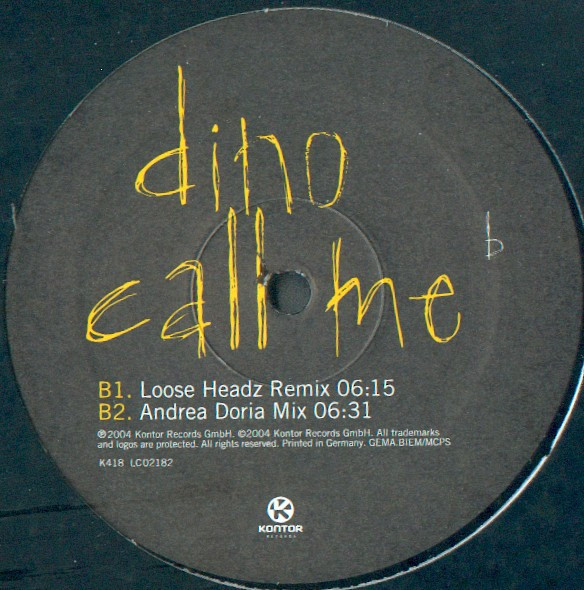 dino
call me
b
B1. Loose Headz Remix 06:15
B2. Andrea Doria Mix 06:31
℗2004 Kontor Records GmbH. ©2004 Kontor Records GmbH. All trademarks
and logos are protected. All rights reserved. Printed in Germany. GEMA.BIEM/MCPS
K418 LC02182
KONTOR
RECORDS